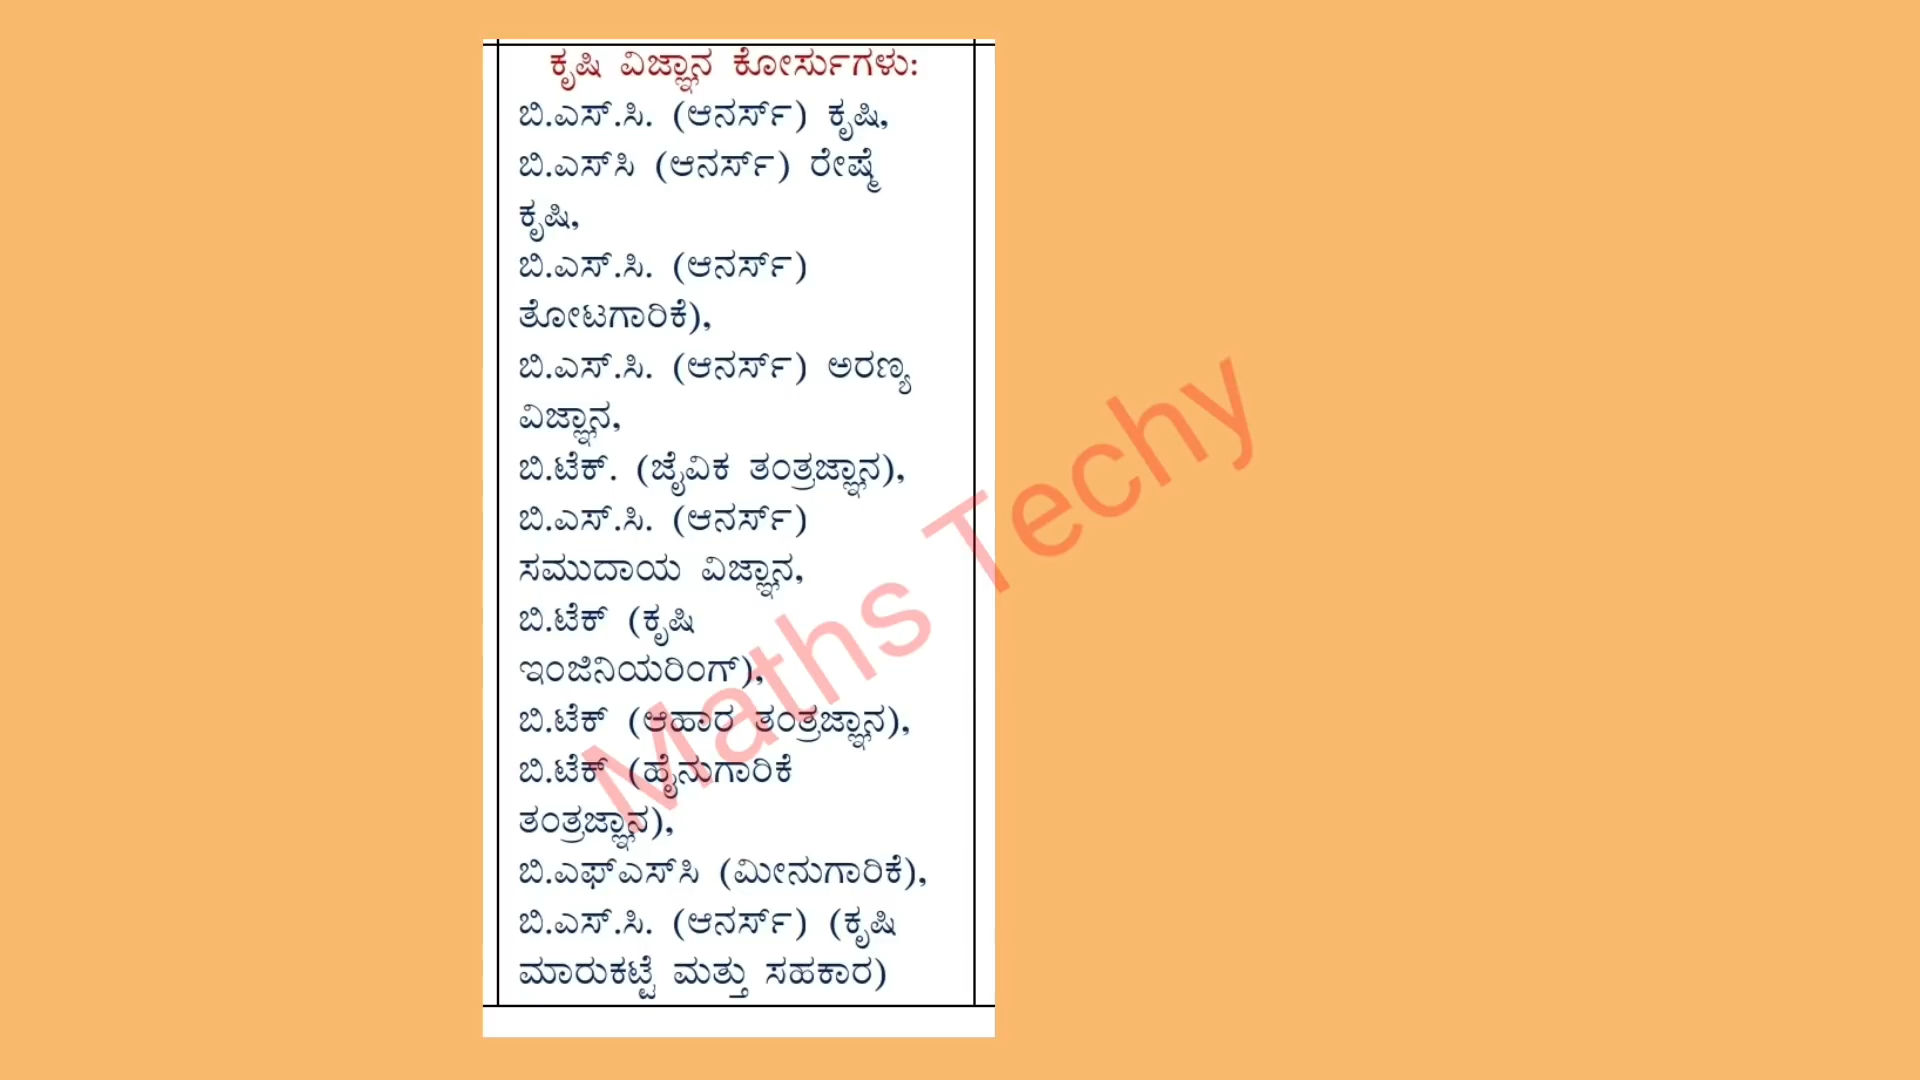 ಕೃಷಿ ವಿಜ್ಞಾನ ಕೋರ್ಸುಗಳು:
ಬಿ.ಎಸ್.ಸಿ. (ಆನರ್ಸ್) ಕೃಷಿ,
ಬಿ.ಎಸ್‌ಸಿ (ಆನರ್ಸ್) ರೇಷ್ಮೆ
ಕೃಷಿ,
ಬಿ.ಎಸ್.ಸಿ. (ಆನರ್ಸ್)
ತೋಟಗಾರಿಕೆ),
ಬಿ.ಎಸ್.ಸಿ. (ಆನರ್ಸ್) ಅರಣ್ಯ
ವಿಜ್ಞಾನ,
ಬಿ.ಟೆಕ್. (ಜೈವಿಕ ತಂತ್ರಜ್ಞಾನ),
ಬಿ.ಎಸ್.ಸಿ. (ಆನರ್ಸ್)
ಸಮುದಾಯ ವಿಜ್ಞಾನ,
ಬಿ.ಟೆಕ್ (ಕೃಷಿ
ಇಂಜಿನಿಯರಿಂಗ್),
ಬಿ.ಟೆಕ್ (ಆಹಾರ ತಂತ್ರಜ್ಞಾನ),
ಬಿ.ಟೆಕ್ (ಹೈನುಗಾರಿಕೆ
ತಂತ್ರಜ್ಞಾನ),
ಬಿ.ಎಫ್‌ಎಸ್‌ಸಿ (ಮೀನುಗಾರಿಕೆ),
ಬಿ.ಎಸ್.ಸಿ. (ಆನರ್ಸ್) (ಕೃಷಿ
ಮಾರುಕಟ್ಟೆ ಮತ್ತು ಸಹಕಾರ)
Maths Techy